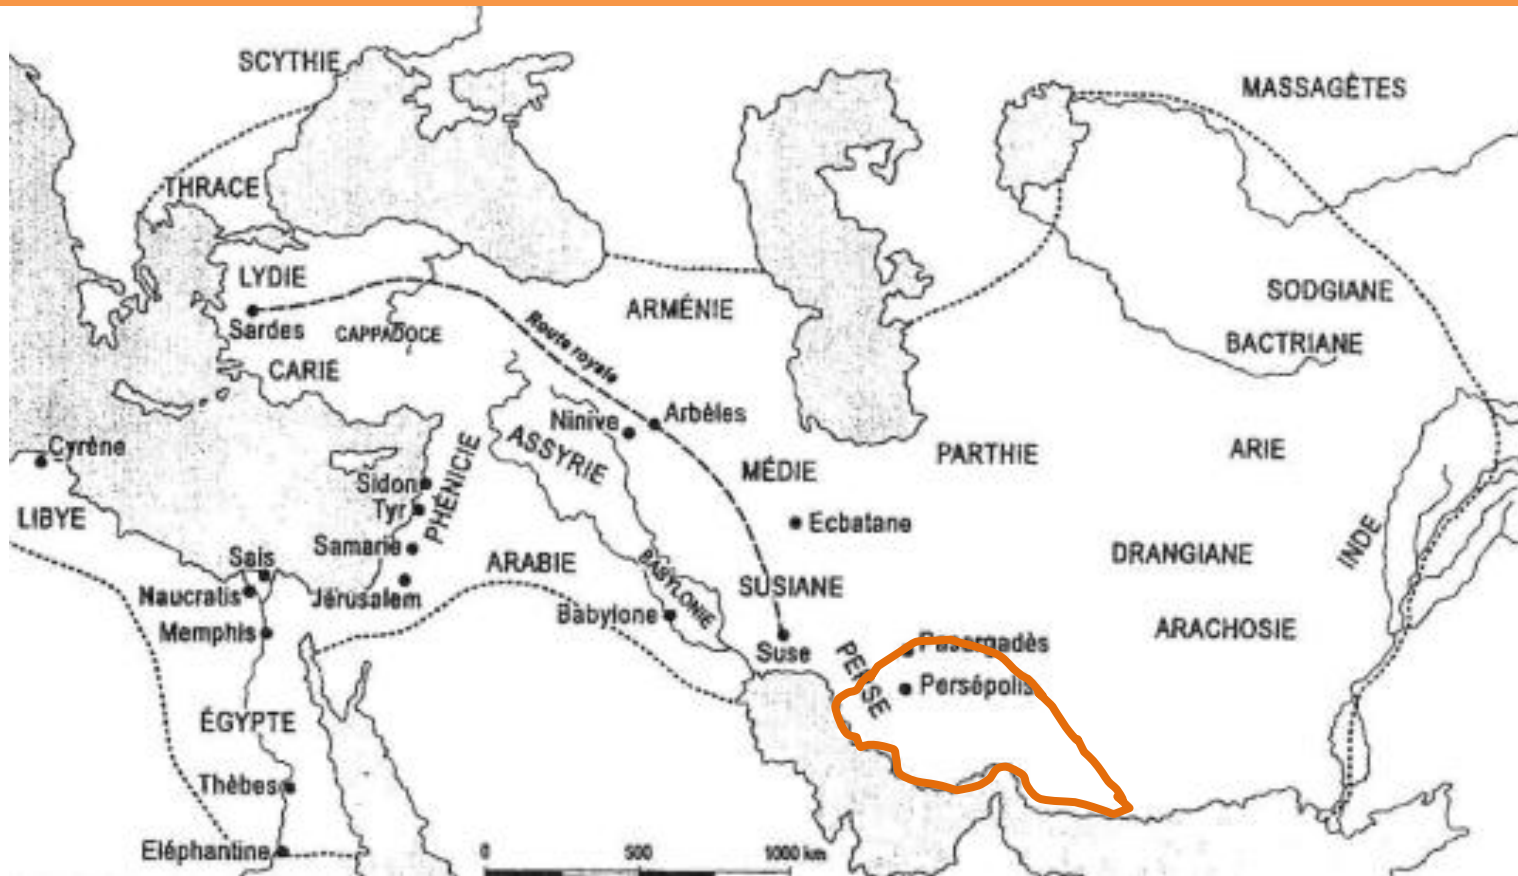 SCYTHIE
MASSAGÈTES
THRACE
LYDIE
SODGIANE
ARMÉNIE
Sardes
CAPPADOCE
Route royale
BACTRIANE
CARIE
Ninive
Arbèles
Cyrène
ASSYRIE
PHÉNICIE
MÉDIE
PARTHIE
ARIE
Sidon
Tyr
LIBYE
Ecbatane
INDE
Samarie
ARABIE
DRANGIANE
Sais
BABYLONIE
SUSIANE
Naucratis
Jérusalem
Babylone
Memphis
ARACHOSIE
Suse
PERSE
Pasargadès
Persépolis
ÉGYPTE
Thèbes
Eléphantine
0 500 1000 km